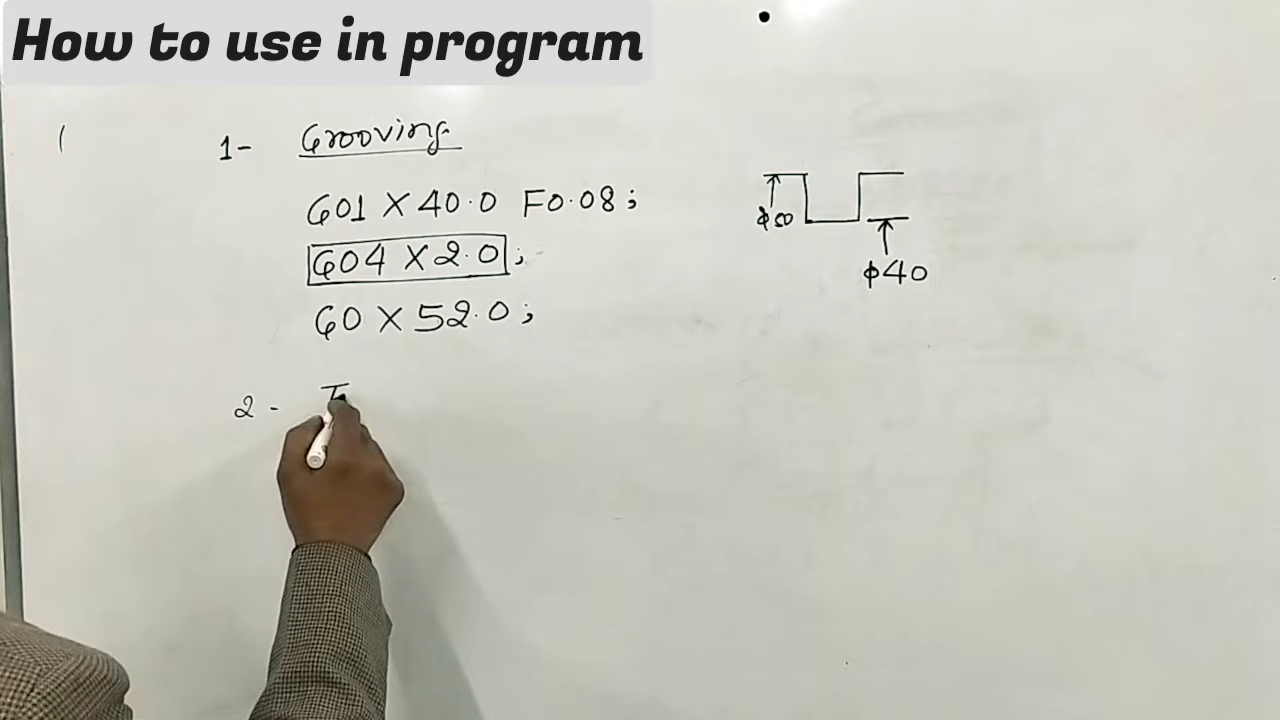 How to use in program
1- Grooving
G01 X40.0 F0.08;
G04 X2.0;
G0 X52.0;
ϕ50
ϕ40
2- T